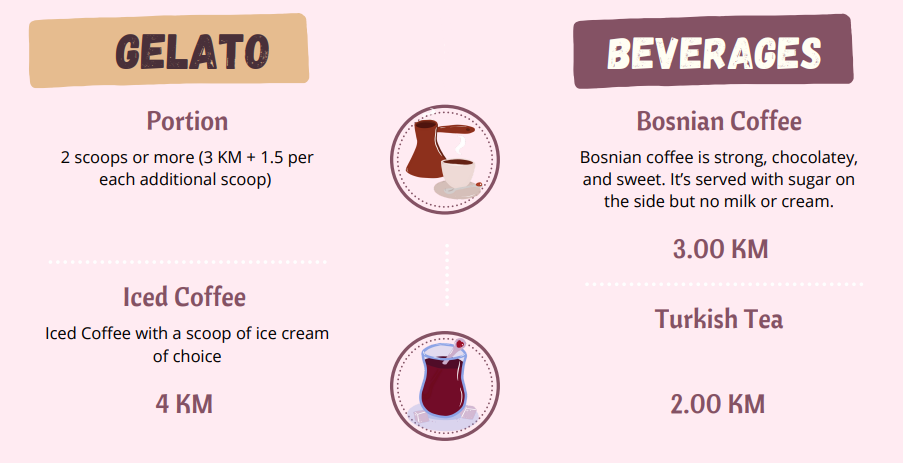 GELATO
Portion
2 scoops or more (3 KM + 1.5 per
each additional scoop)
Iced Coffee
Iced Coffee with a scoop of ice cream
of choice
4 KM
BEVERAGES
Bosnian Coffee
Bosnian coffee is strong, chocolatey,
and sweet. It’s served with sugar on
the side but no milk or cream.
3.00 KM
Turkish Tea
2.00 KM